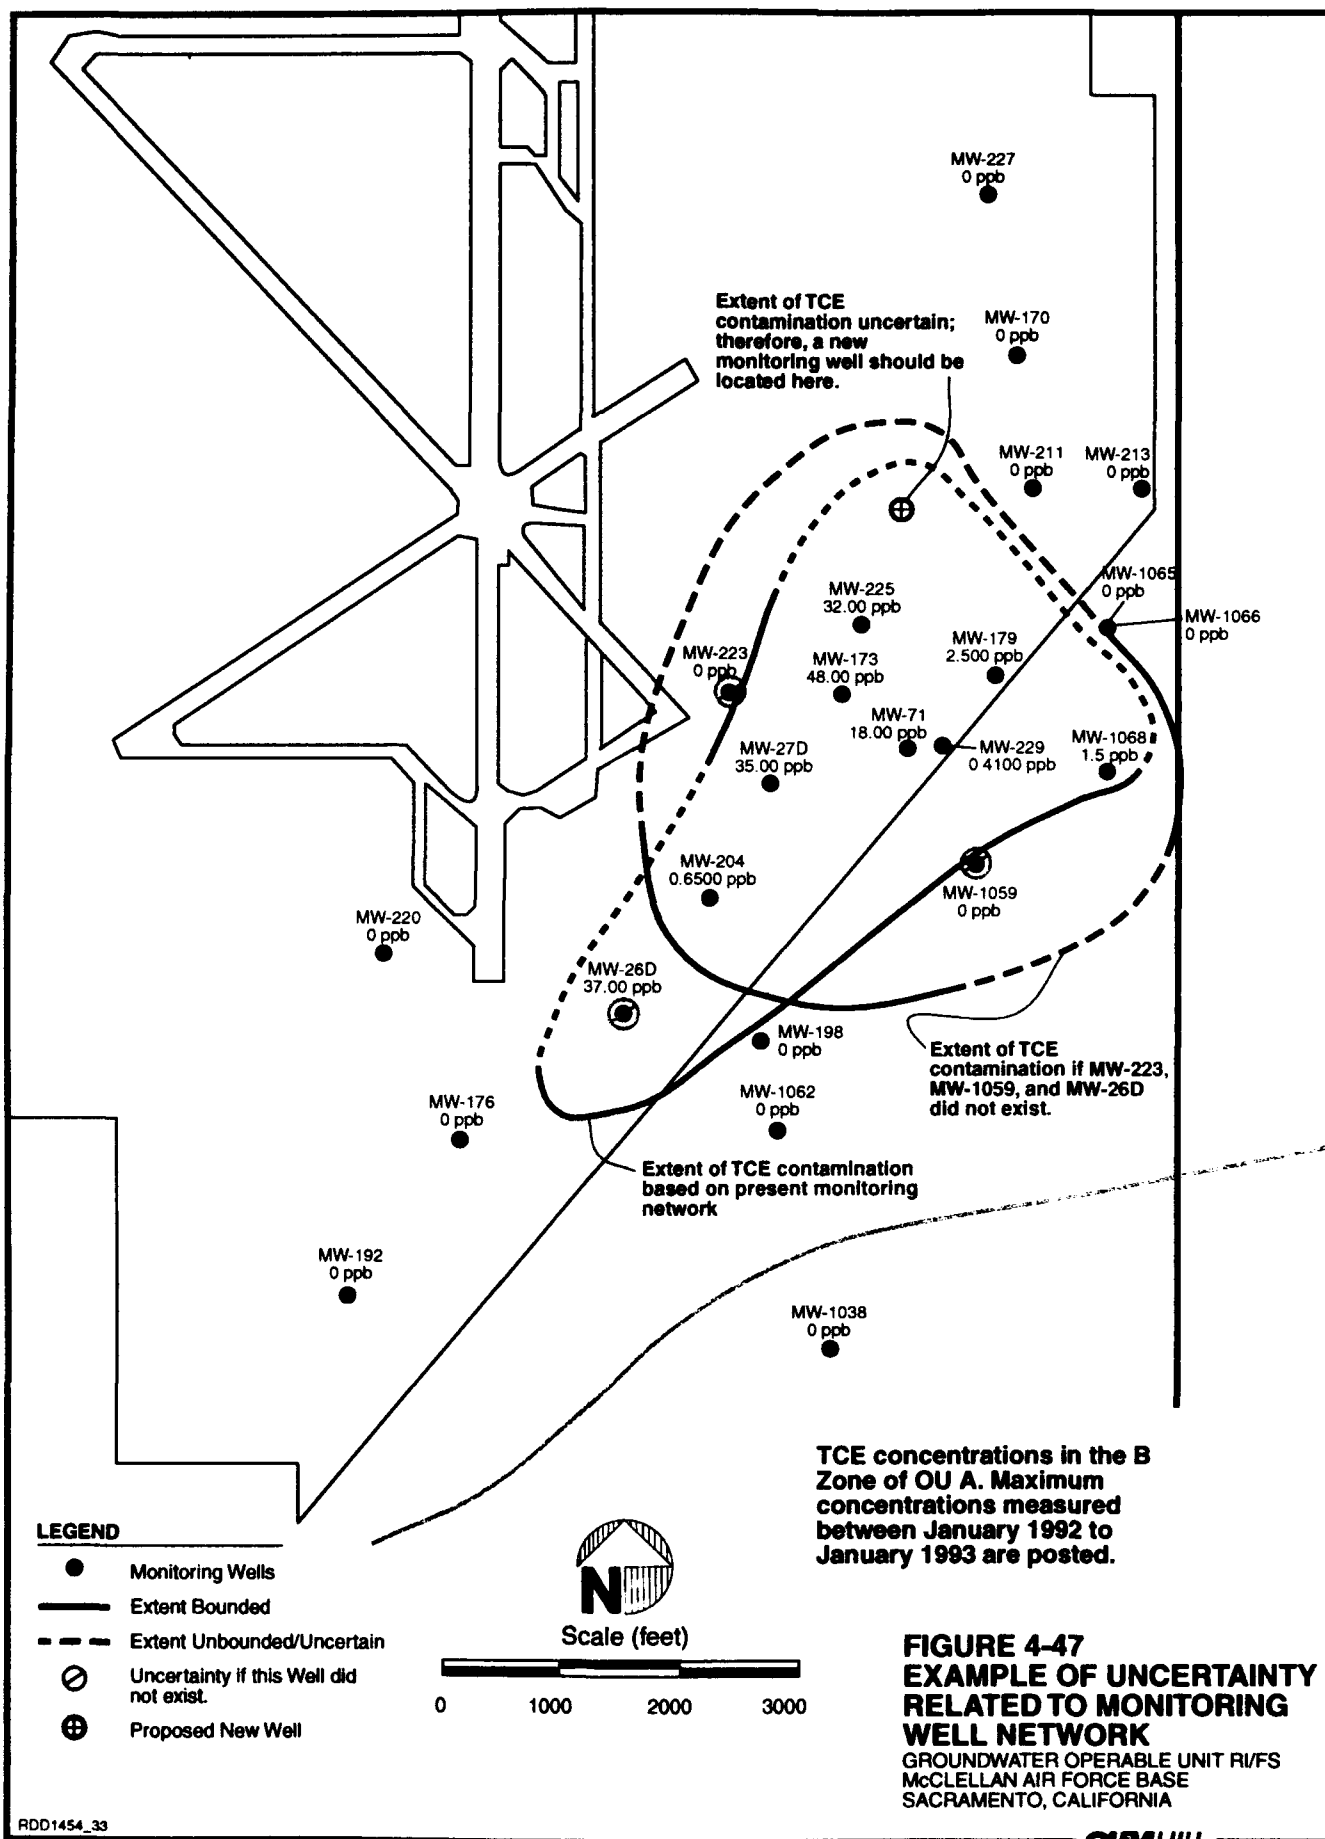 MW-227
0 ppb
Extent of TCE
contamination uncertain;
therefore, a new
monitoring well should be
located here.
MW-170
0 ppb
MW-211
0 ppb
MW-213
0 ppb
MW-1065
0 ppb
MW-1066
0 ppb
MW-225
32.00 ppb
MW-179
2.500 ppb
MW-223
0 ppb
MW-173
48.00 ppb
MW-71
18.00 ppb
MW-229
0 4100 ppb
MW-1068
1.5 ppb
MW-27D
35.00 ppb
MW-204
0.6500 ppb
MW-1059
0 ppb
MW-220
0 ppb
MW-26D
37.00 ppb
MW-198
0 ppb
Extent of TCE
contamination if MW-223,
MW-1059, and MW-26D
did not exist.
MW-1062
0 ppb
MW-176
0 ppb
Extent of TCE contamination
based on present monitoring
network
MW-192
0 ppb
MW-1038
0 ppb
TCE concentrations in the B
Zone of OU A. Maximum
concentrations measured
between January 1992 to
January 1993 are posted.
LEGEND
Monitoring Wells
Extent Bounded
Extent Unbounded/Uncertain
Uncertainty if this Well did
not exist.
Proposed New Well
N
Scale (feet)
0 1000 2000 3000
FIGURE 4-47
EXAMPLE OF UNCERTAINTY
RELATED TO MONITORING
WELL NETWORK
GROUNDWATER OPERABLE UNIT RI/FS
McCLELLAN AIR FORCE BASE
SACRAMENTO, CALIFORNIA
RDD1454_33